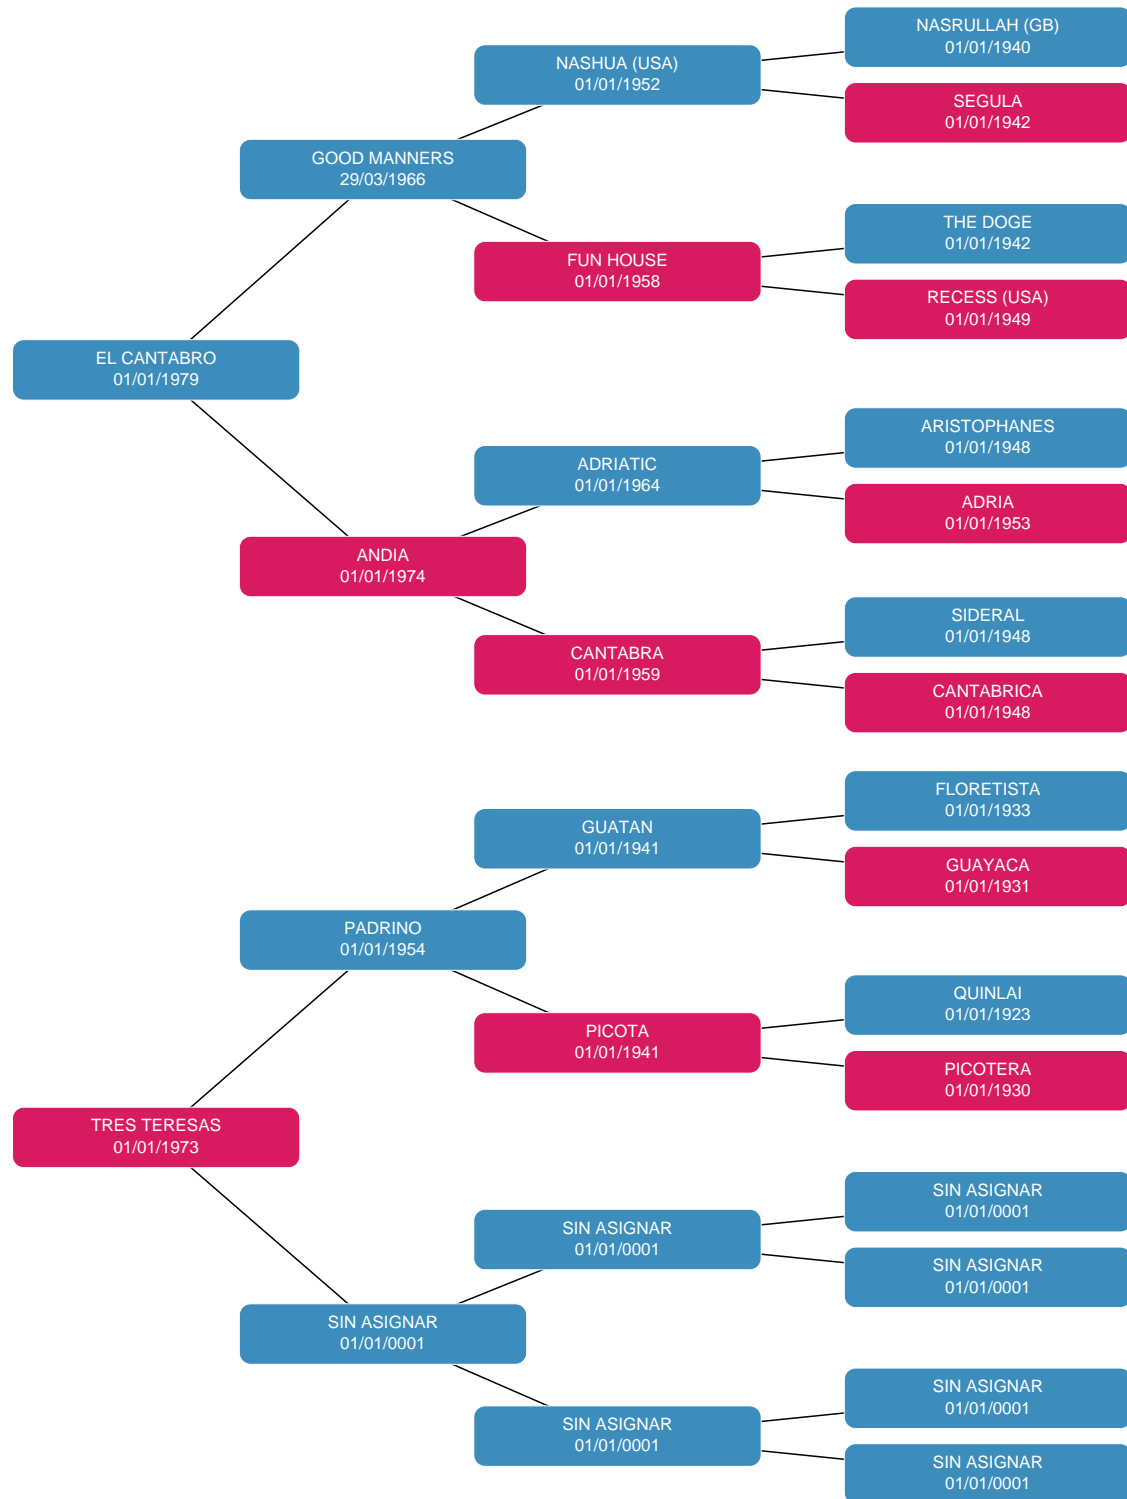 NASRULLAH (GB)
01/01/1940
NASHUA (USA)
01/01/1952
SEGULA
01/01/1942
GOOD MANNERS
29/03/1966
THE DOGE
01/01/1942
FUN HOUSE
01/01/1958
RECESS (USA)
01/01/1949
EL CANTABRO
01/01/1979
ARISTOPHANES
01/01/1948
ADRIATIC
01/01/1964
ADRIA
01/01/1953
ANDIA
01/01/1974
SIDERAL
01/01/1948
CANTABRA
01/01/1959
CANTABRICA
01/01/1948
FLORETISTA
01/01/1933
GUATAN
01/01/1941
GUAYACA
01/01/1931
PADRINO
01/01/1954
QUINLAI
01/01/1923
PICOTA
01/01/1941
PICOTERA
01/01/1930
TRES TERESAS
01/01/1973
SIN ASIGNAR
01/01/0001
SIN ASIGNAR
01/01/0001
SIN ASIGNAR
01/01/0001
SIN ASIGNAR
01/01/0001
SIN ASIGNAR
01/01/0001
SIN ASIGNAR
01/01/0001
SIN ASIGNAR
01/01/0001